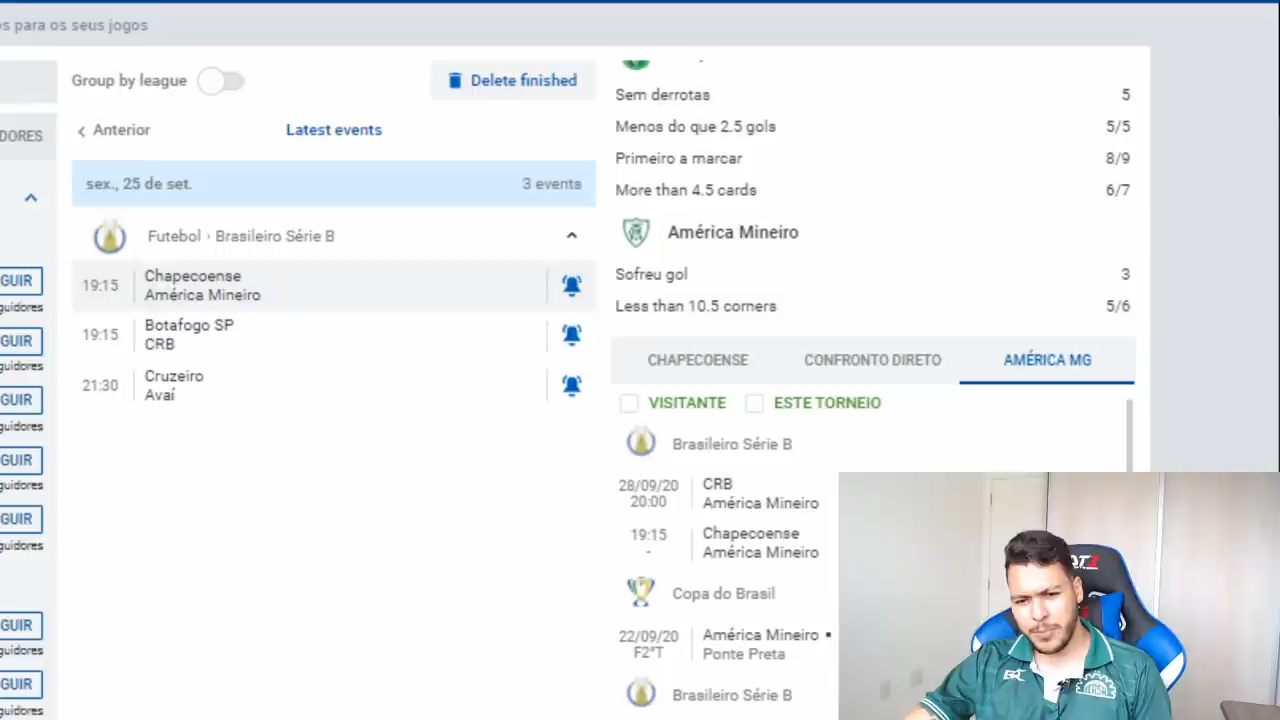 s para os seus jogos
Group by league
Delete finished
DORES
Anterior
Latest events
sex., 25 de set.
3 events
Futebol · Brasileiro Série B
19:15
Chapecoense
América Mineiro
19:15
Botafogo SP
CRB
21:30
Cruzeiro
Avaí
GUIR
guidores
GUIR
guidores
GUIR
guidores
GUIR
guidores
GUIR
guidores
GUIR
guidores
GUIR
guidores
Sem derrotas
5
Menos do que 2.5 gols
5/5
Primeiro a marcar
8/9
More than 4.5 cards
6/7
América Mineiro
Sofreu gol
3
Less than 10.5 corners
5/6
CHAPECOENSE
CONFRONTO DIRETO
AMÉRICA MG
VISITANTE
ESTE TORNEIO
Brasileiro Série B
28/09/20
20:00
CRB
América Mineiro
19:15
-
Chapecoense
América Mineiro
Copa do Brasil
22/09/20
F2°T
América Mineiro
Ponte Preta
Brasileiro Série B